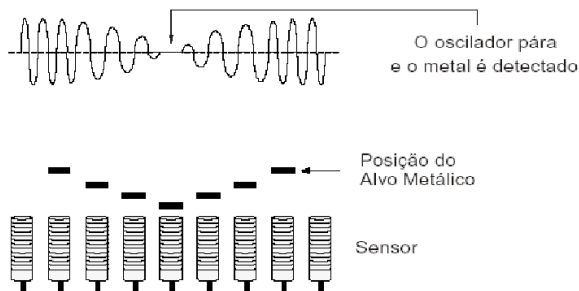 O oscilador pára
e o metal é detectado
Posição do
Alvo Metálico
Sensor